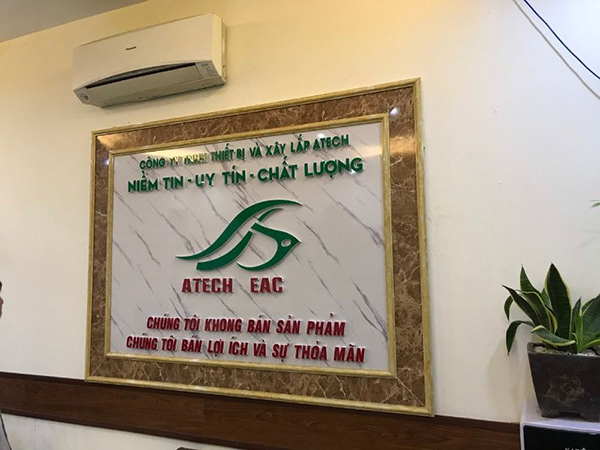 Panasonic
CÔNG TY TNHH THIẾT BỊ VÀ XÂY LẮP ATECH
NIỀM TIN - UY TÍN - CHẤT LƯỢNG
ATECH EAC
CHÚNG TÔI KHONG BÁN SẢN PHẨM
CHÚNG TÔI BÁN LỢI ÍCH VÀ SỰ THỎA MÃN